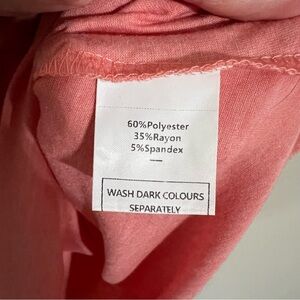 60%Polyester
35%Rayon
5%Spandex
WASH DARK COLOURS
SEPARATELY